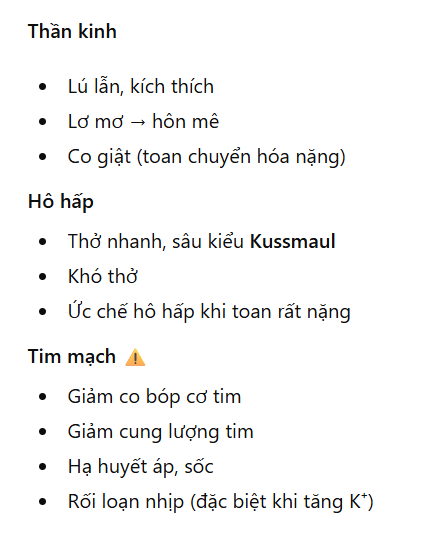 Thần kinh
• Lú lẫn, kích thích
• Lơ mơ → hôn mê
• Co giật (toan chuyển hóa nặng)
Hô hấp
• Thở nhanh, sâu kiểu Kussmaul
• Khó thở
• Ức chế hô hấp khi toan rất nặng
Tim mạch ⚠️
• Giảm co bóp cơ tim
• Giảm cung lượng tim
• Hạ huyết áp, sốc
• Rối loạn nhịp (đặc biệt khi tăng K⁺)